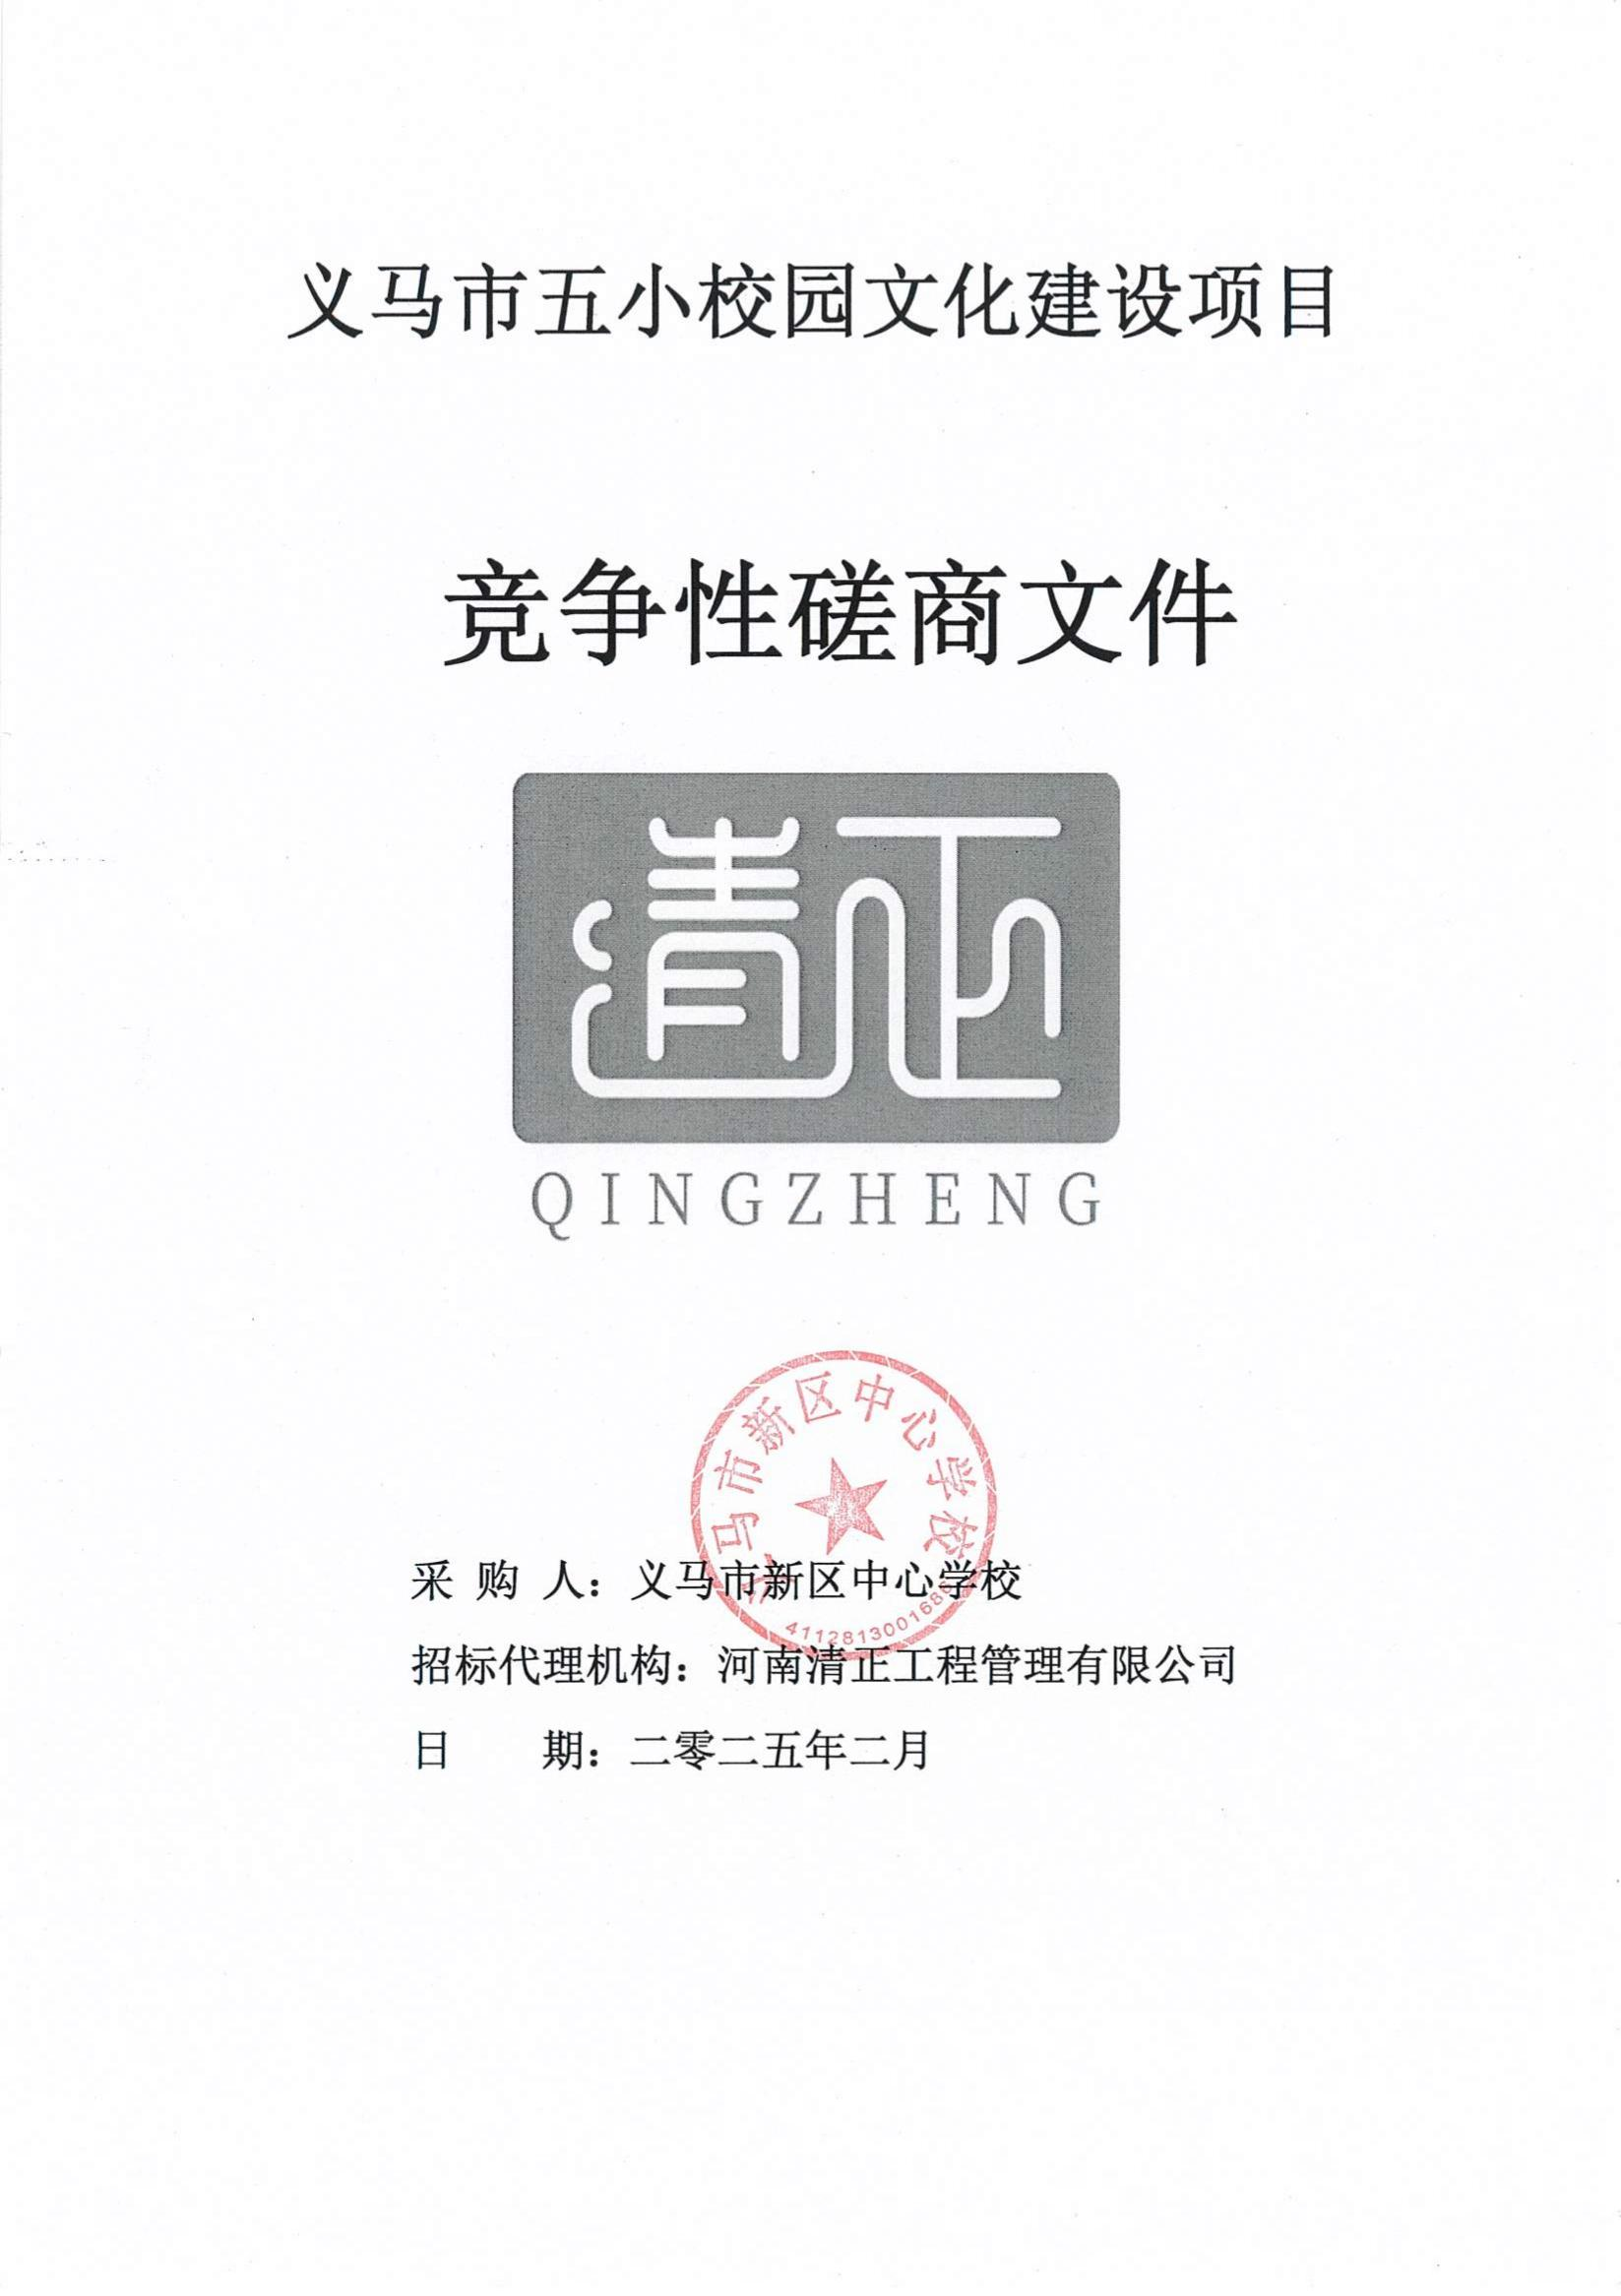 义马市五小校园文化建设项目
竞争性磋商文件
清正
QINGZHENG
义马市新区中心学校
采 购 人：义马市新区中心学校
4112813001686
招标代理机构：河南清正工程管理有限公司
日 期：二零二五年二月